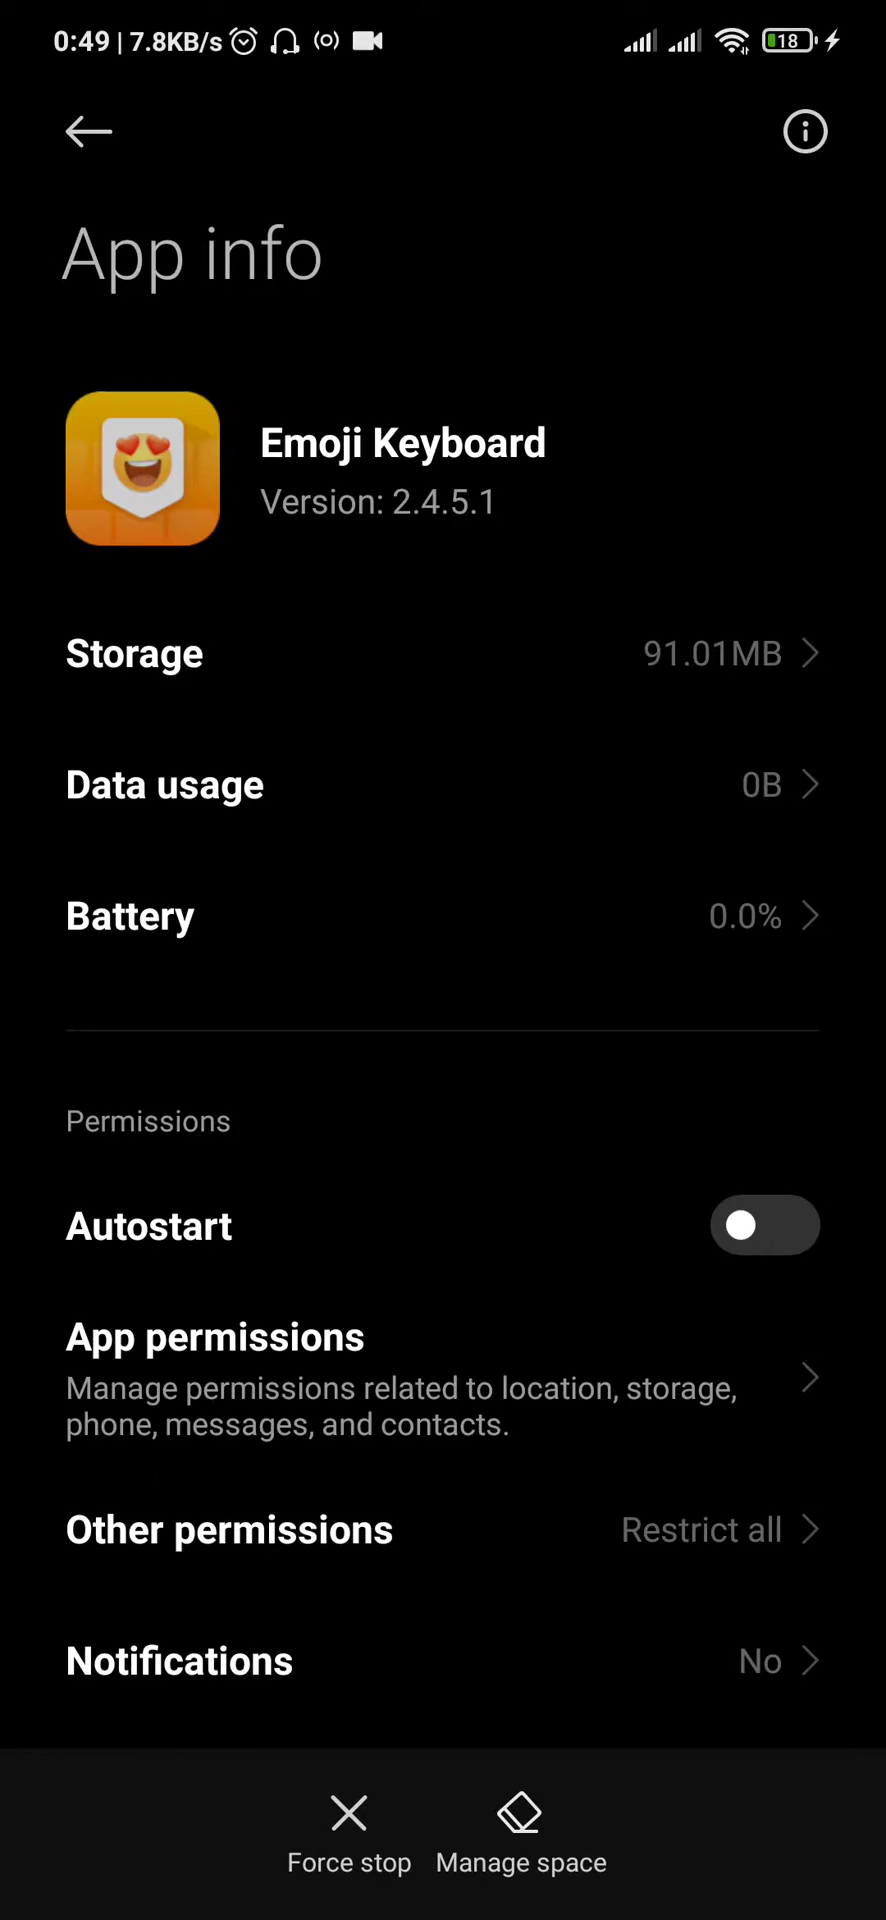 0:49 | 7.8KB/s
18
App info
Emoji Keyboard
Version: 2.4.5.1
Storage 91.01MB
Data usage 0B
Battery 0.0%
Permissions
Autostart
App permissions
Manage permissions related to location, storage,
phone, messages, and contacts.
Other permissions Restrict all
Notifications No
Force stop Manage space